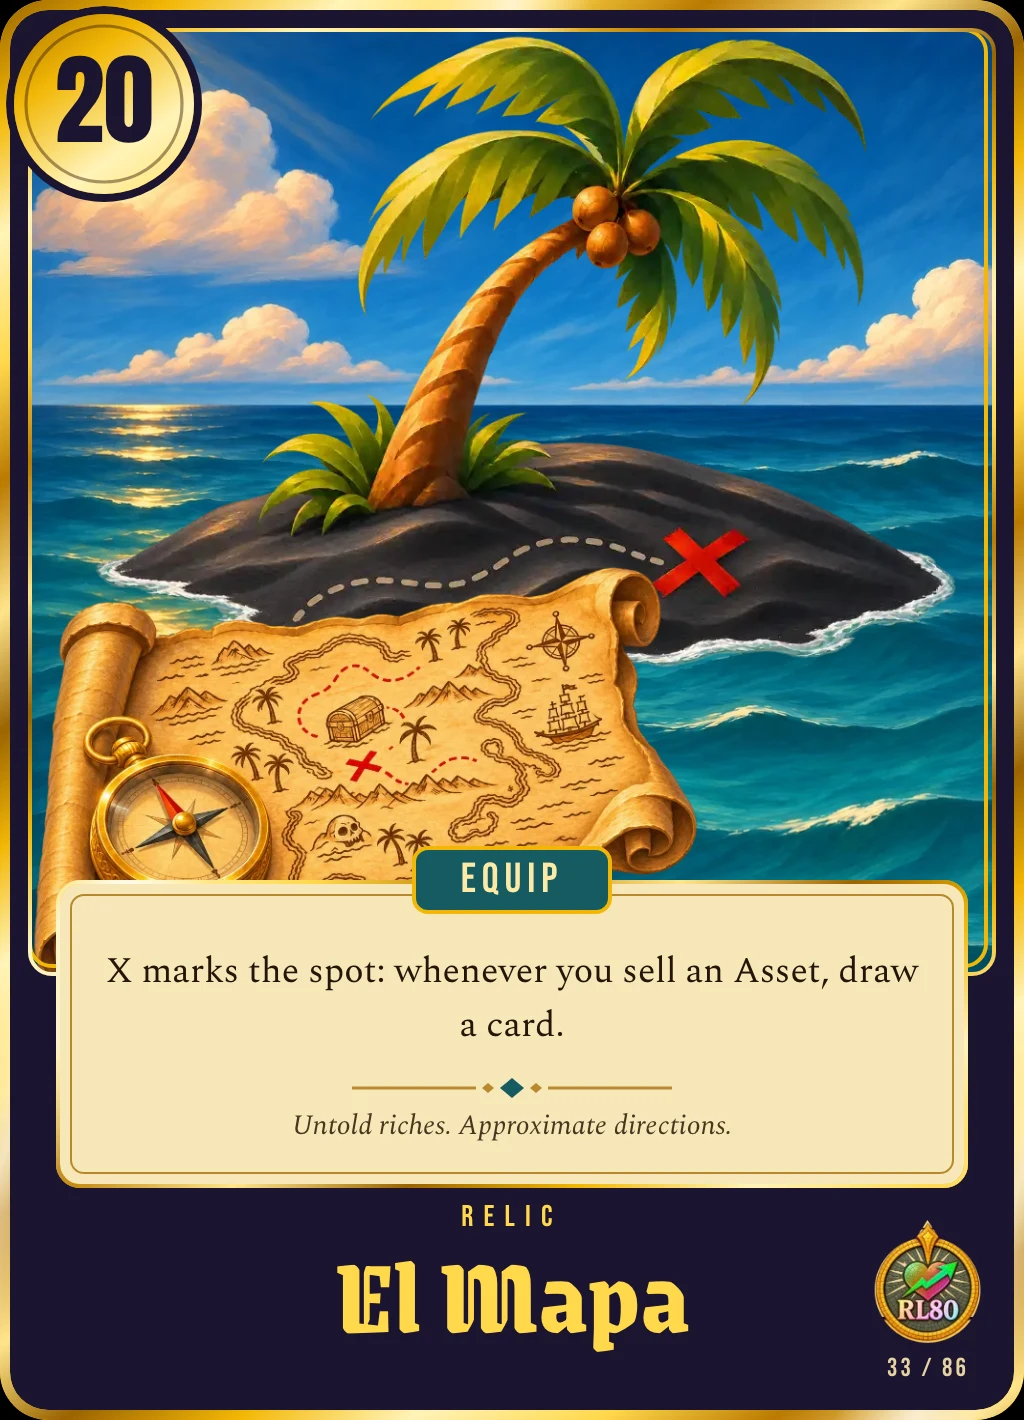 20
EQUIP
X marks the spot: whenever you sell an Asset, draw
a card.
Untold riches. Approximate directions.
RELIC
El Mapa
RL80
33 / 86